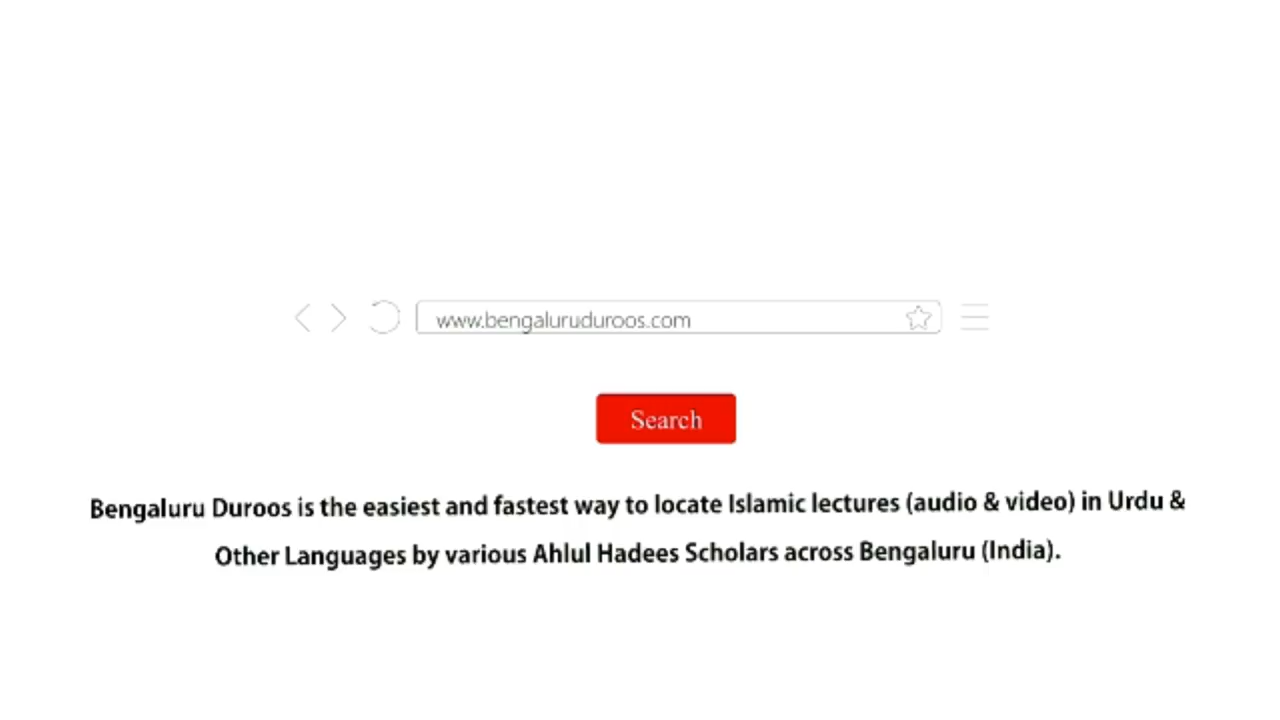 www.bengaluruduroos.com
Search
Bengaluru Duroos is the easiest and fastest way to locate Islamic lectures (audio & video) in Urdu &
Other Languages by various Ahlul Hadees Scholars across Bengaluru (India).